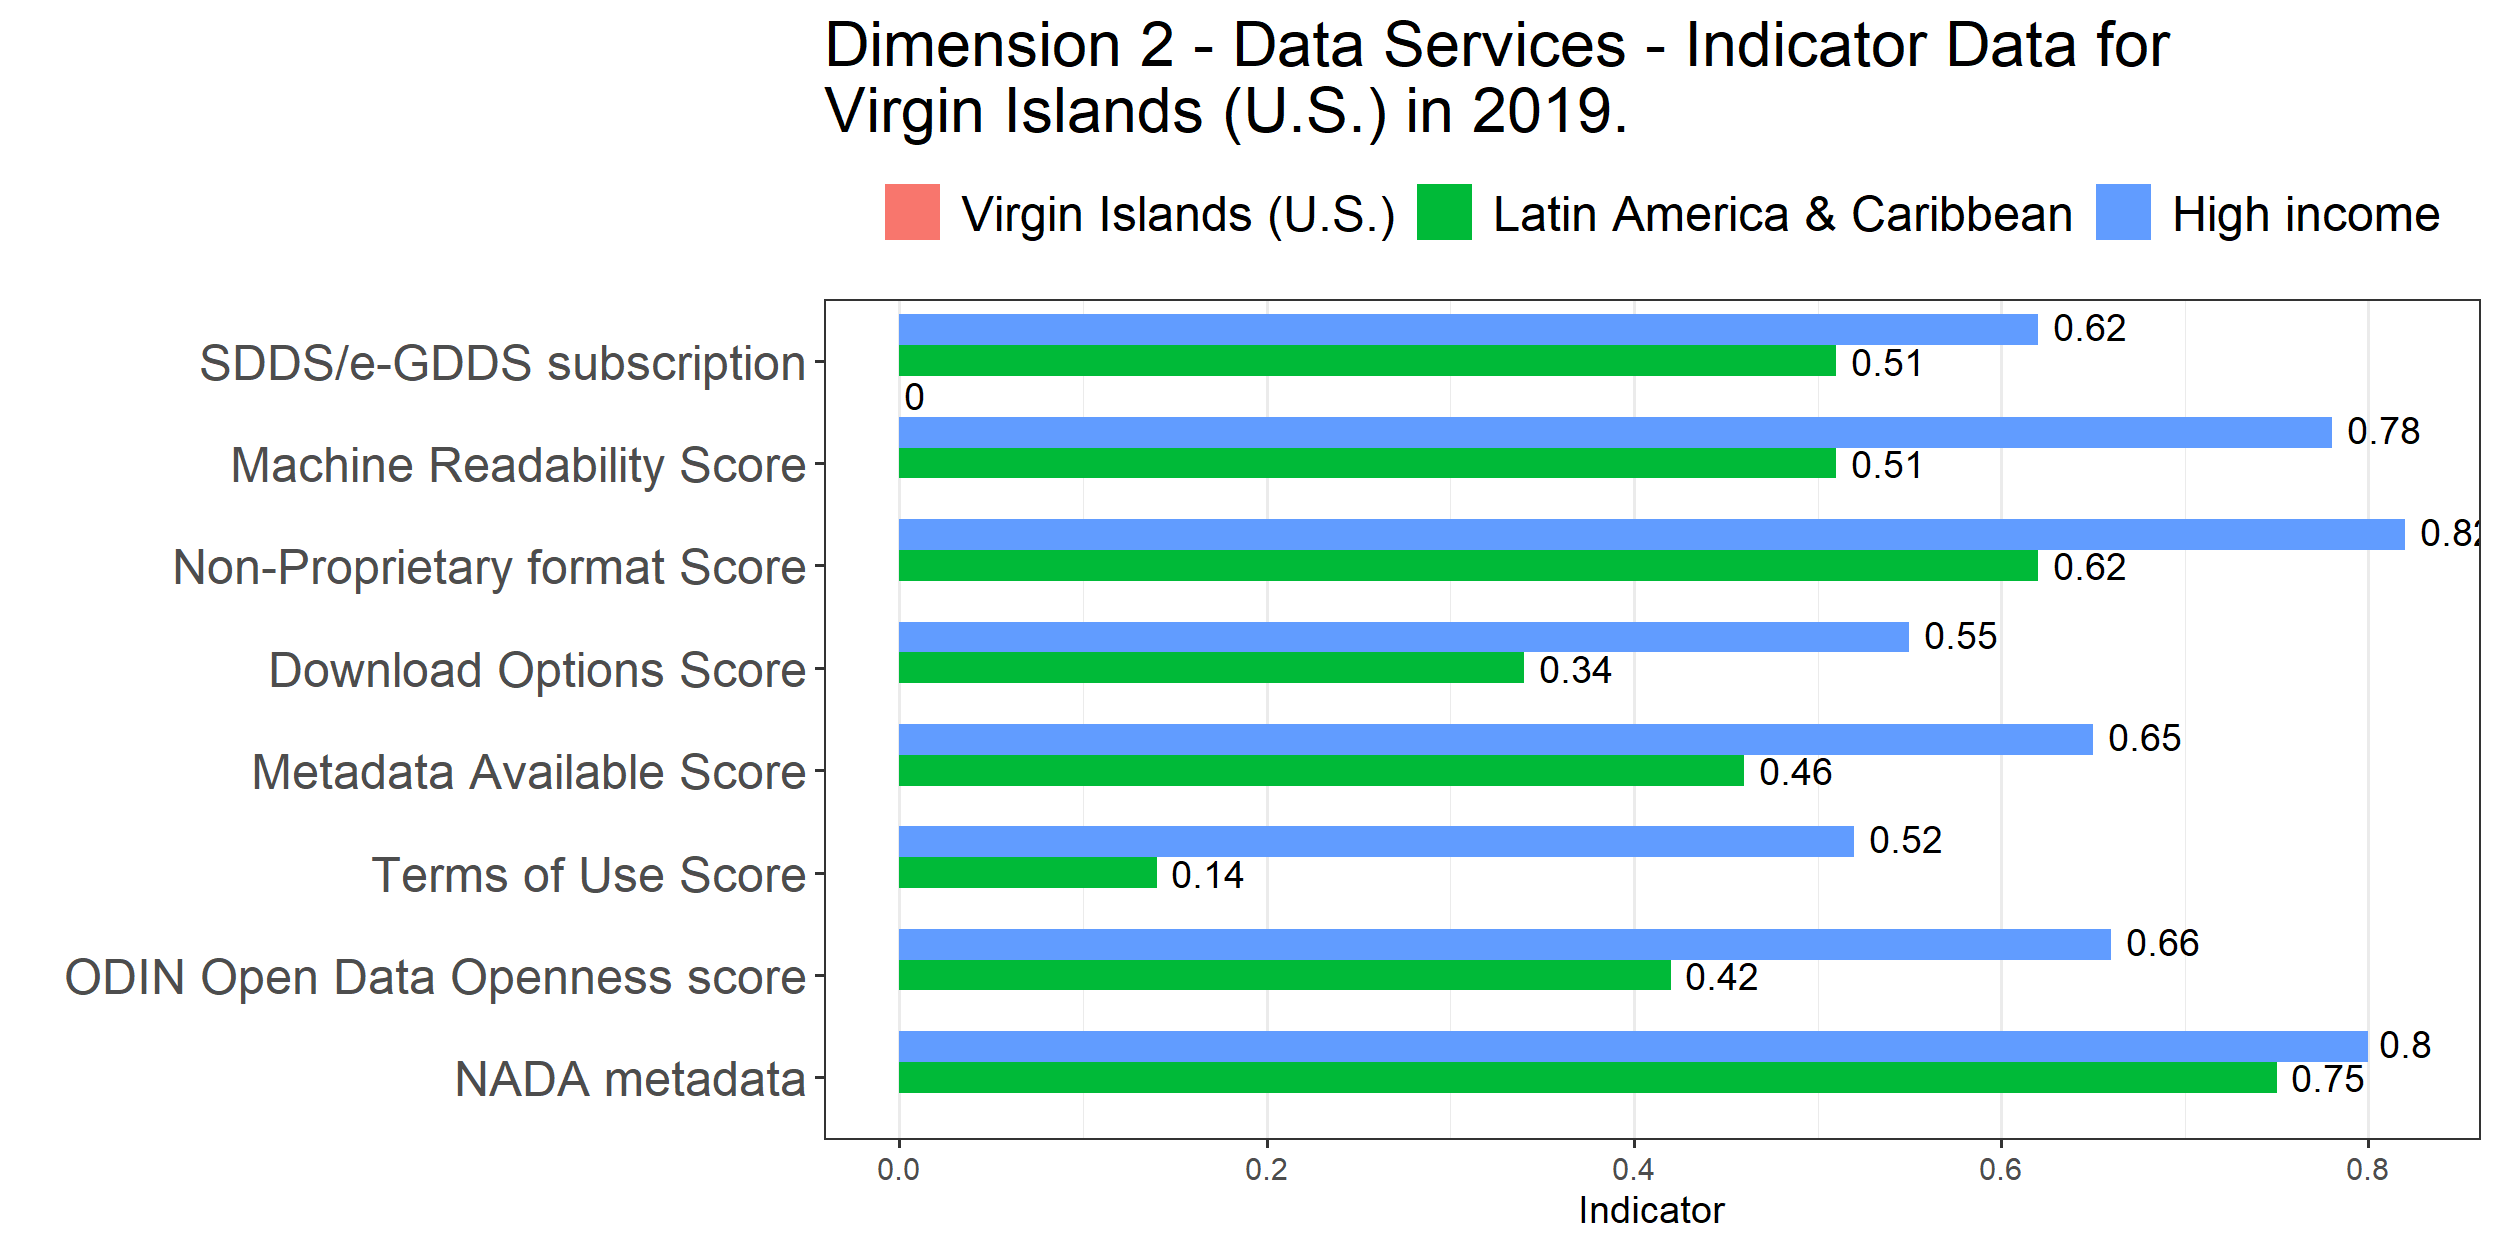 Dimension 2 - Data Services - Indicator Data for
Virgin Islands (U.S.) in 2019.
Virgin Islands (U.S.) Latin America & Caribbean High income
SDDS/e-GDDS subscription
0.62
0.51
0
Machine Readability Score
0.78
0.51
Non-Proprietary format Score
0.82
0.62
Download Options Score
0.55
0.34
Metadata Available Score
0.65
0.46
Terms of Use Score
0.52
0.14
ODIN Open Data Openness score
0.66
0.42
NADA metadata
0.8
0.75
0.0 0.2 0.4 0.6 0.8
Indicator